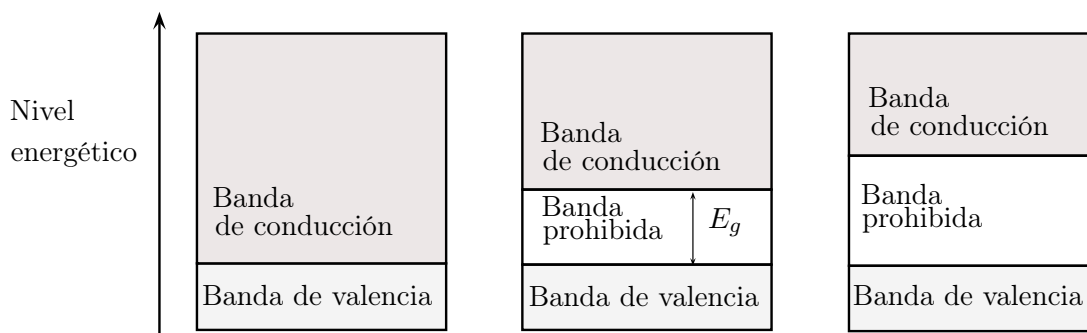 Nivel
energético
Banda
de conducción
Banda de valencia
Banda
de conducción
Banda
prohibida
E_g
Banda de valencia
Banda
de conducción
Banda
prohibida
Banda de valencia